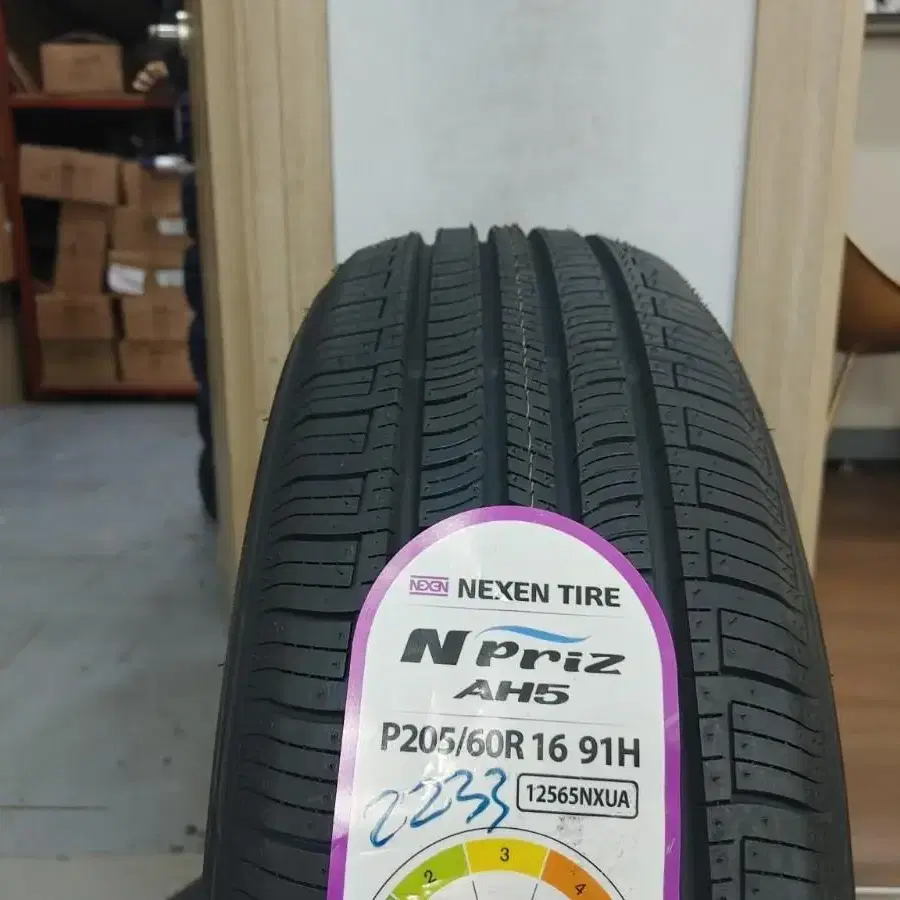 NEXEN NEXEN TIRE
N PriZ
AH5
P205/60R 16 91H
2233 12565NXUA
2 3 4